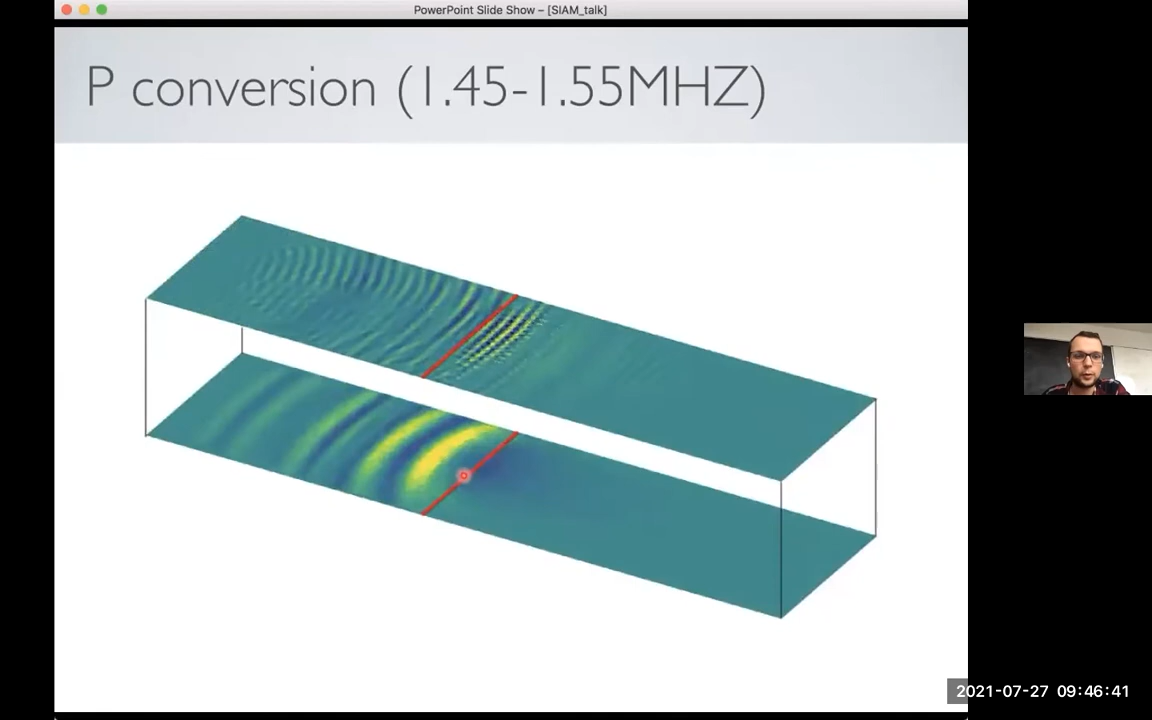 PowerPoint Slide Show – [SIAM_talk]
P conversion (1.45-1.55MHZ)
2021-07-27 09:46:41